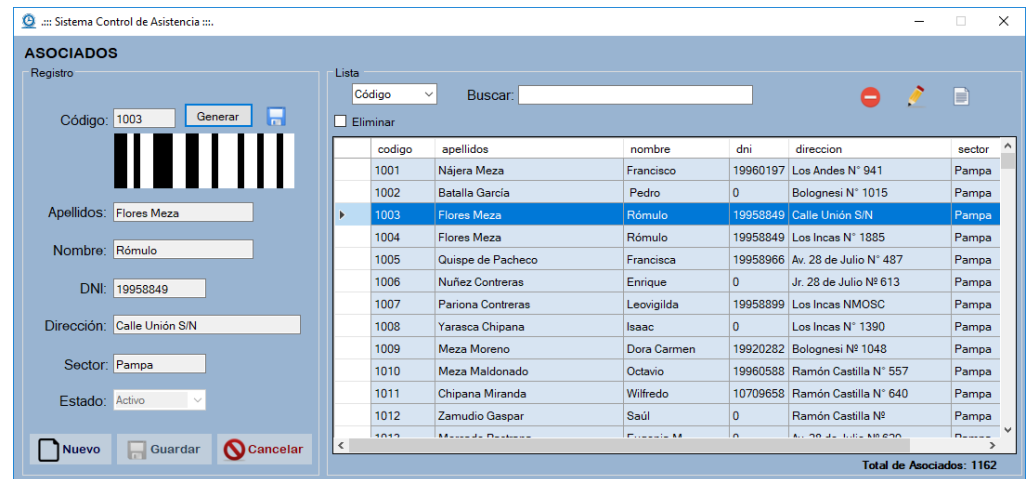 .::: Sistema Control de Asistencia :::.
ASOCIADOS
Registro
Código: 1003 Generar
Apellidos: Flores Meza
Nombre: Rómulo
DNI: 19958849
Dirección: Calle Unión S/N
Sector: Pampa
Estado: Activo
Nuevo Guardar Cancelar
Lista
Código Buscar:
Eliminar
codigo apellidos nombre dni direccion sector
1001 Nájera Meza Francisco 19960197 Los Andes N° 941 Pampa
1002 Batalla García Pedro 0 Bolognesi N° 1015 Pampa
1003 Flores Meza Rómulo 19958849 Calle Unión S/N Pampa
1004 Flores Meza Rómulo 19958849 Los Incas N° 1885 Pampa
1005 Quispe de Pacheco Francisca 19958966 Av. 28 de Julio N° 487 Pampa
1006 Nuñez Contreras Enrique 0 Jr. 28 de Julio Nº 613 Pampa
1007 Pariona Contreras Leovigilda 19958899 Los Incas NMOSC Pampa
1008 Yarasca Chipana Isaac 0 Los Incas N° 1390 Pampa
1009 Meza Moreno Dora Carmen 19920282 Bolognesi Nº 1048 Pampa
1010 Meza Maldonado Octavio 19960588 Ramón Castilla N° 557 Pampa
1011 Chipana Miranda Wilfredo 10709658 Ramón Castilla N° 640 Pampa
1012 Zamudio Gaspar Saúl 0 Ramón Castilla Nº Pampa
Total de Asociados: 1162